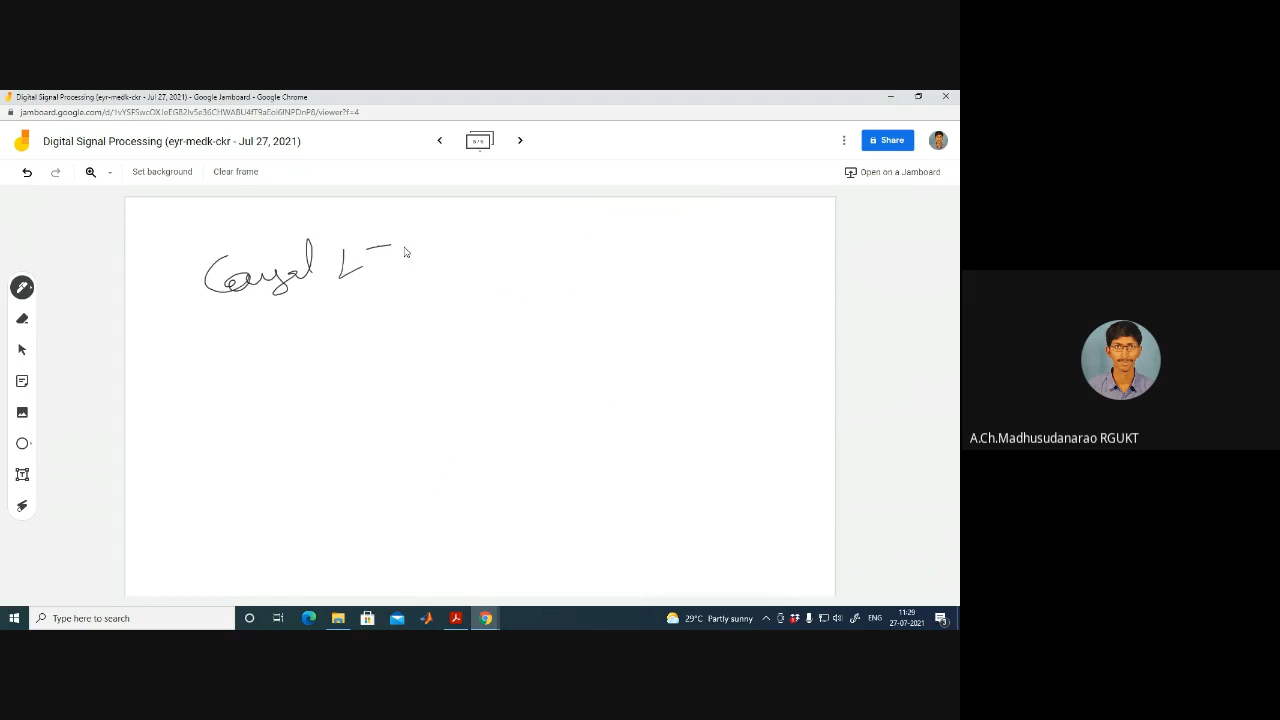 Digital Signal Processing (eyr-medk-ckr - Jul 27, 2021) - Google Jamboard - Google Chrome
Digital Signal Processing (eyr-medk-ckr - Jul 27, 2021)
Share
Set background
Clear frame
Open on a Jamboard
L
A.Ch.Madhusudanarao RGUKT
Type here to search
29°C Partly sunny
ENG
11:29
27-07-2021
3